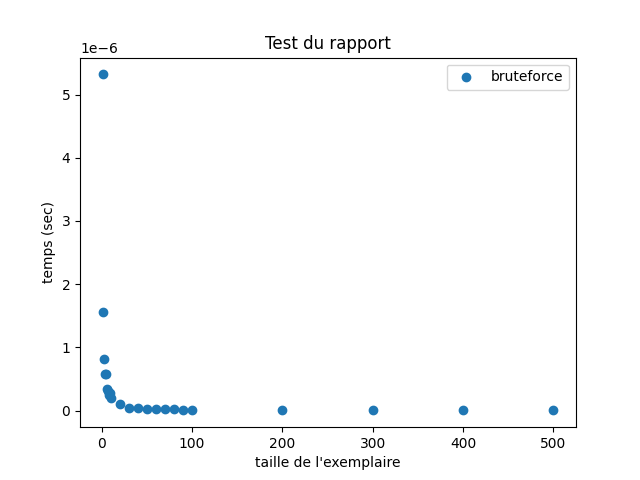 Test du rapport
1e−6
bruteforce
5
4
3
2
1
0
temps (sec)
0 100 200 300 400 500
taille de l'exemplaire